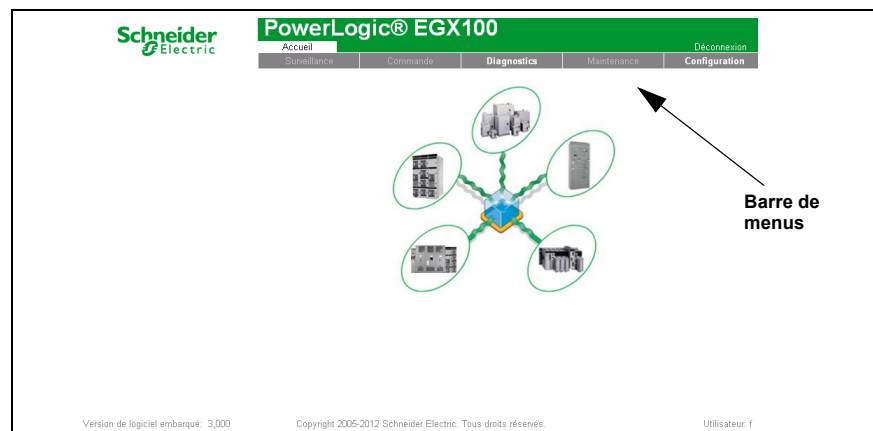 Schneider
Electric
PowerLogic® EGX100
Accueil
Déconnexion
Surveillance
Commande
Diagnostics
Maintenance
Configuration
Barre de
menus
Version de logiciel embarqué: 3,000
Copyright 2005-2012 Schneider Electric. Tous droits réservés.
Utilisateur: f